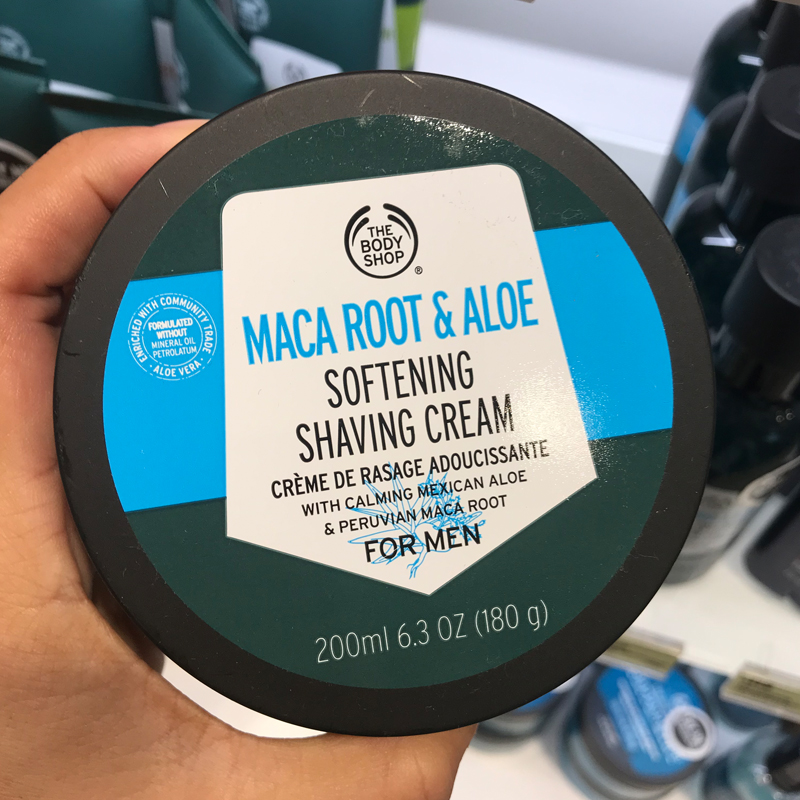 THE
BODY
SHOP
®
MACA ROOT & ALOE
SOFTENING
SHAVING CREAM
CRÈME DE RASAGE ADOUCISSANTE
WITH CALMING MEXICAN ALOE
& PERUVIAN MACA ROOT
FOR MEN
ENRICHED WITH COMMUNITY TRADE
FORMULATED
WITHOUT
MINERAL OIL
PETROLATUM
· ALOE VERA ·
200ml 6.3 OZ (180 g)